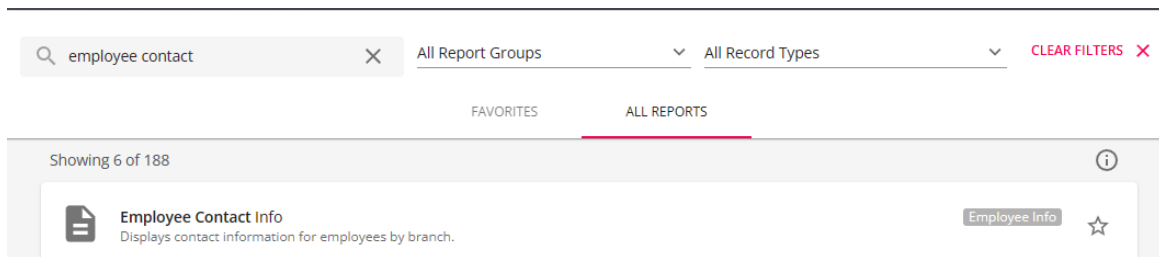 employee contact
All Report Groups
All Record Types
CLEAR FILTERS
FAVORITES
ALL REPORTS
Showing 6 of 188
Employee Contact Info
Employee Info
Displays contact information for employees by branch.